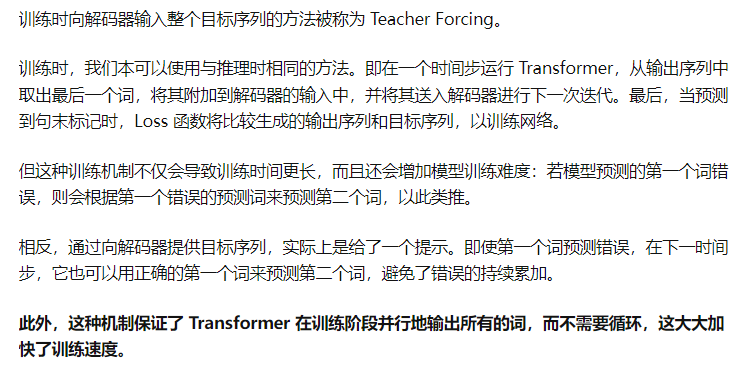 训练时向解码器输入整个目标序列的方法被称为 Teacher Forcing。
训练时，我们本可以使用与推理时相同的方法。即在一个时间步运行 Transformer，从输出序列中
取出最后一个词，将其附加到解码器的输入中，并将其送入解码器进行下一次迭代。最后，当预测
到句末标记时，Loss 函数将比较生成的输出序列和目标序列，以训练网络。
但这种训练机制不仅会导致训练时间更长，而且还会增加模型训练难度：若模型预测的第一个词错
误，则会根据第一个错误的预测词来预测第二个词，以此类推。
相反，通过向解码器提供目标序列，实际上是给了一个提示。即使第一个词预测错误，在下一时间
步，它也可以用正确的第一个词来预测第二个词，避免了错误的持续累加。
此外，这种机制保证了 Transformer 在训练阶段并行地输出所有的词，而不需要循环，这大大加
快了训练速度。